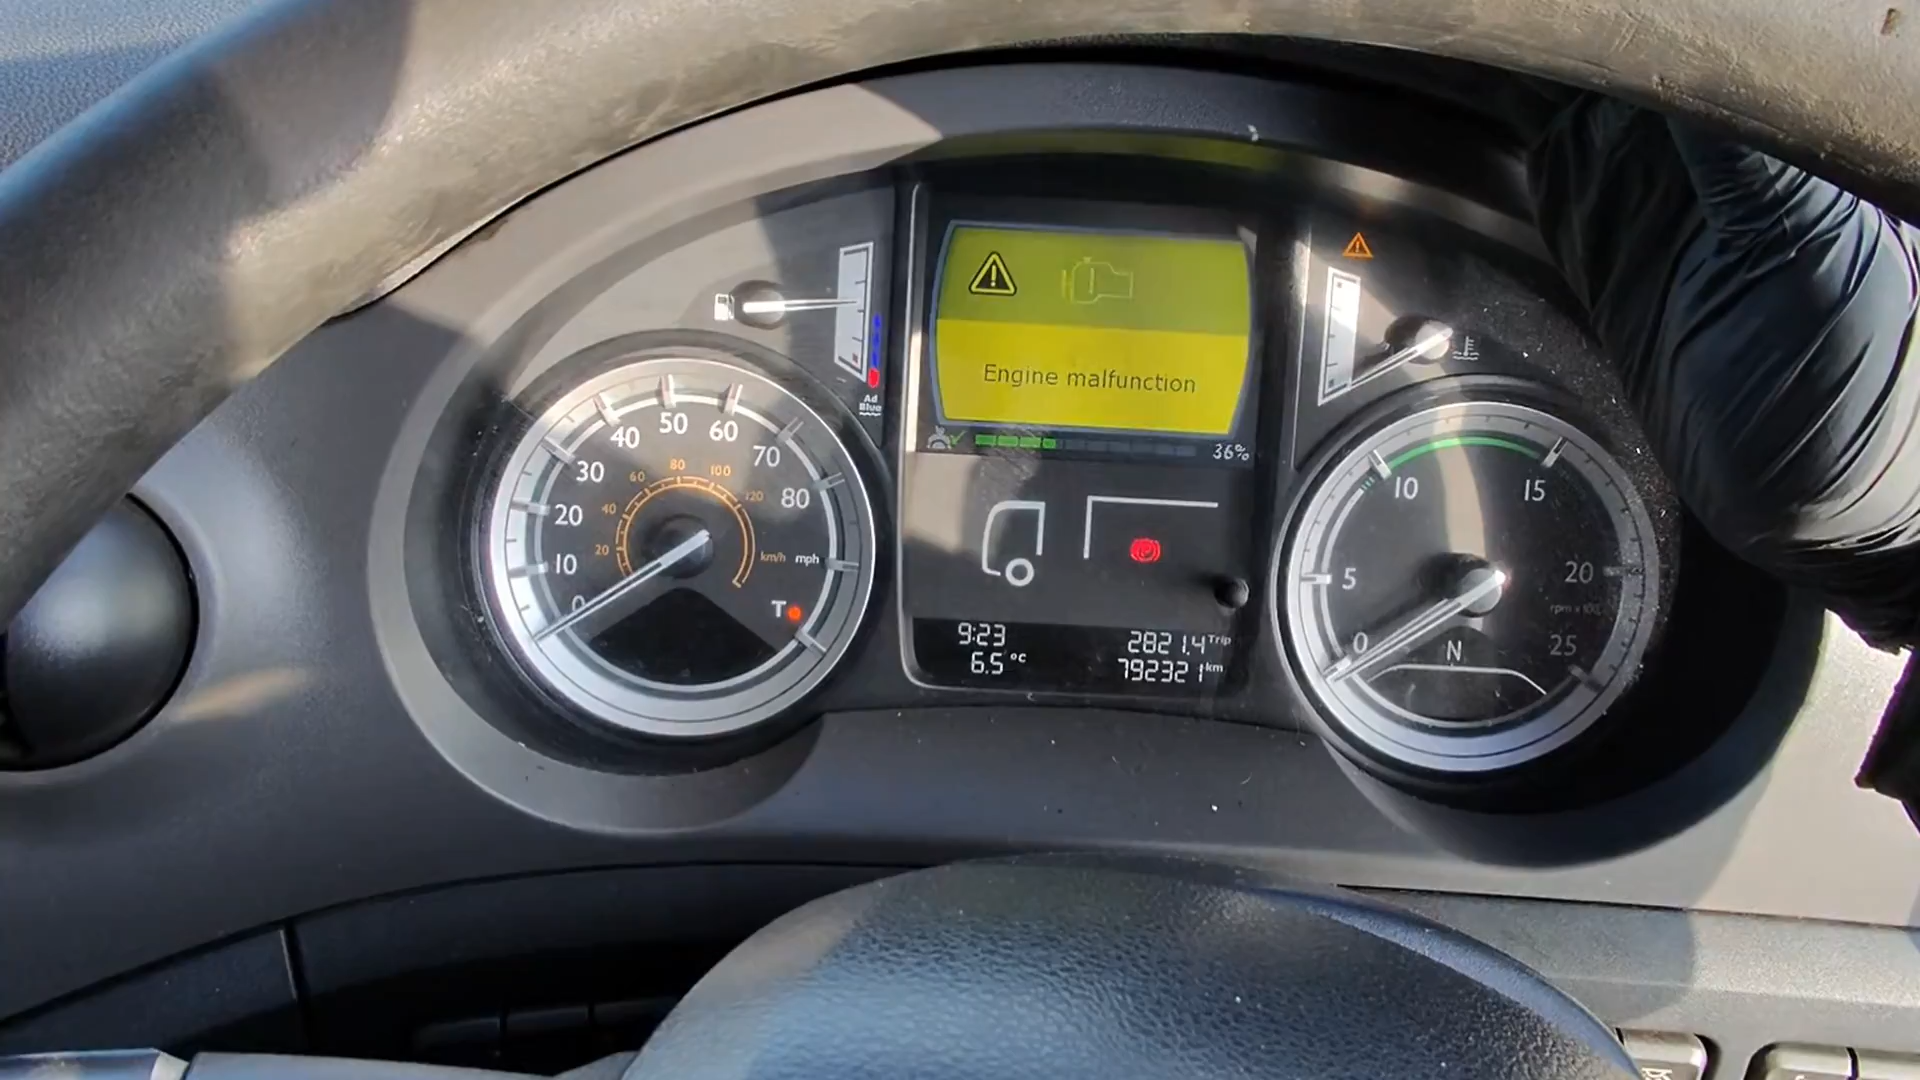 Engine malfunction
36%
Ad
Blue
0
10
20
30
40
50
60
70
80
20
40
60
80
100
120
km/h mph
T
9:23 2821.4 Trip
6.5 °C 792321 km
0
5
10
15
20
25
rpm x 100
N